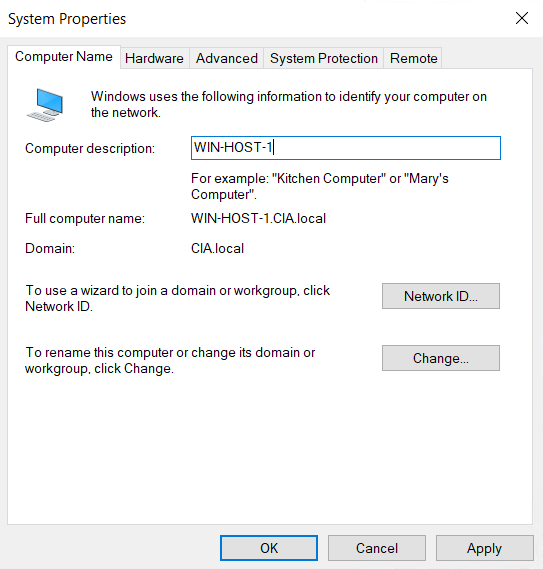 System Properties
Computer Name
Hardware
Advanced
System Protection
Remote
Windows uses the following information to identify your computer on
the network.
Computer description:
WIN-HOST-1
For example: "Kitchen Computer" or "Mary's
Computer".
Full computer name:
WIN-HOST-1.CIA.local
Domain:
CIA.local
To use a wizard to join a domain or workgroup, click
Network ID.
Network ID...
To rename this computer or change its domain or
workgroup, click Change.
Change...
OK
Cancel
Apply